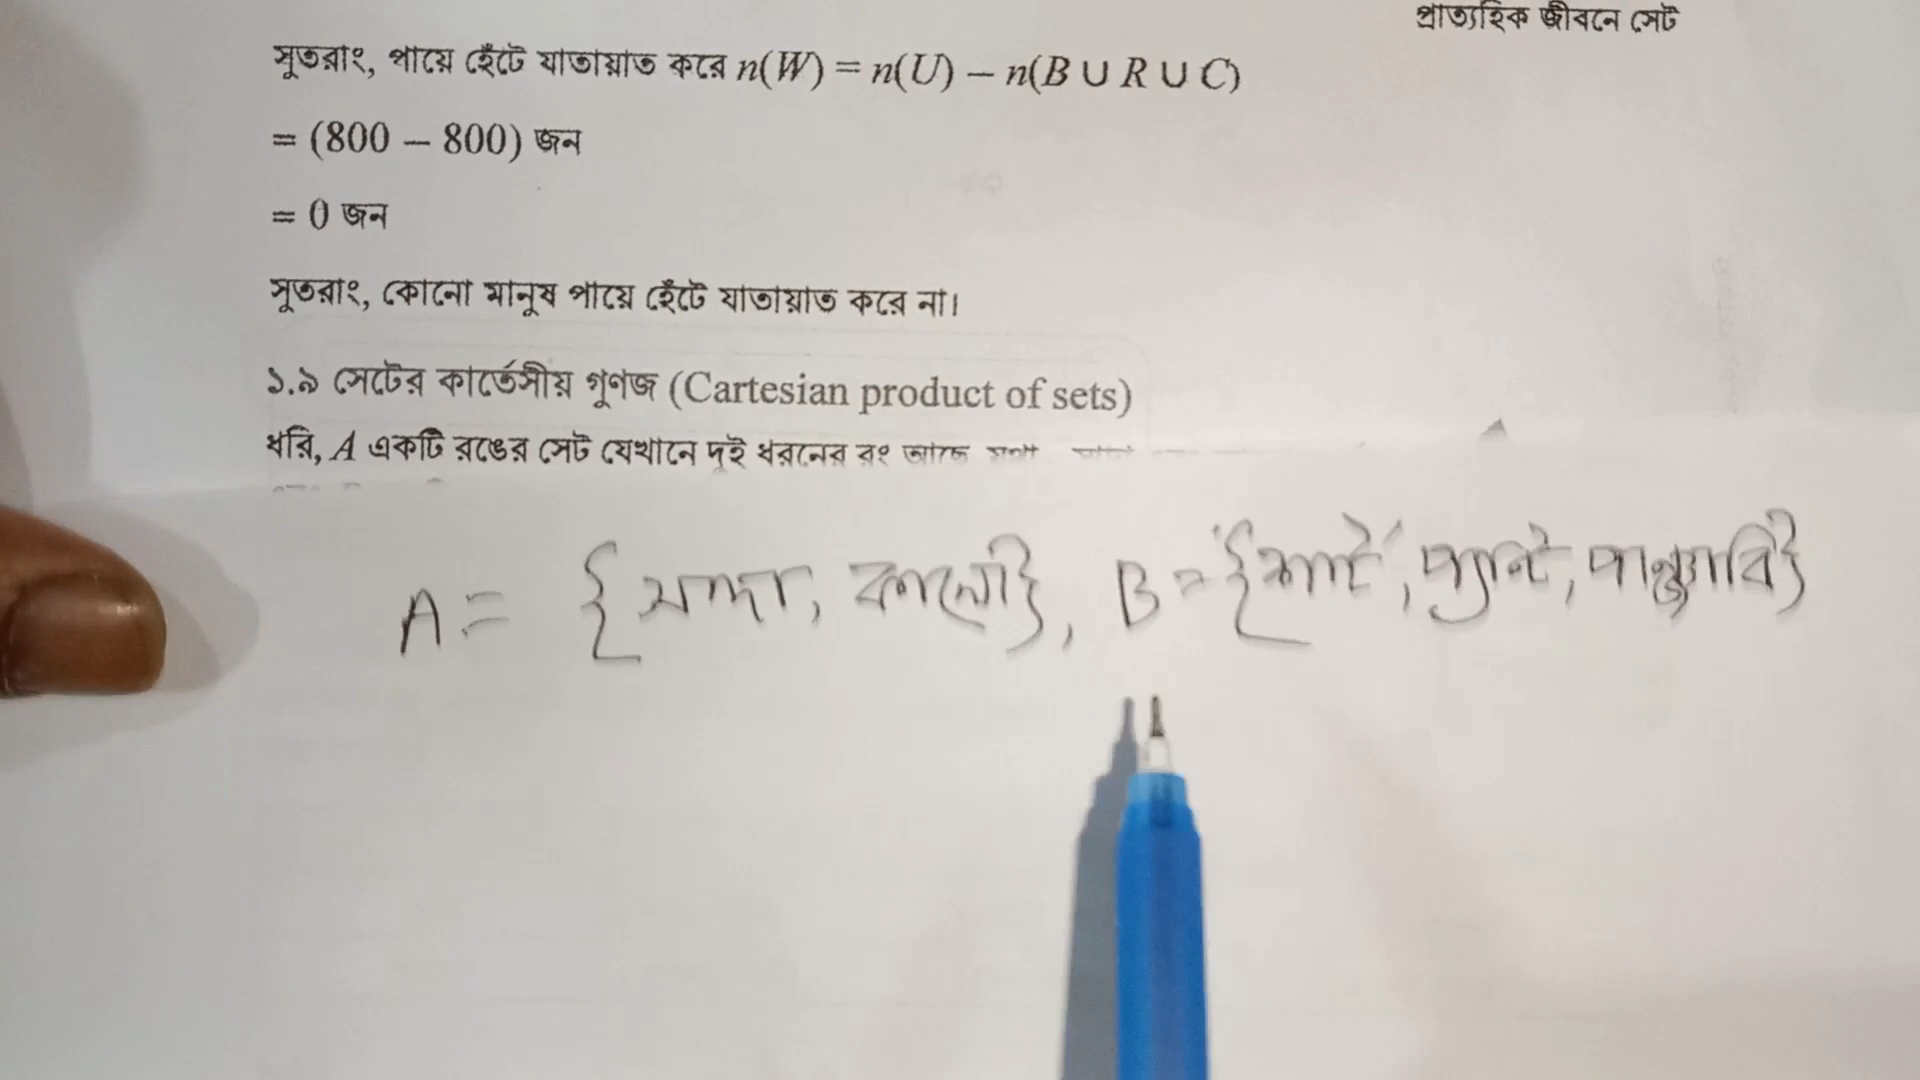 প্রাত্যহিক জীবনে সেট
সুতরাং, পায়ে হেঁটে যাতায়াত করে n(W) = n(U) – n(B ∪ R ∪ C)
= (800 – 800) জন
= 0 জন
সুতরাং, কোনো মানুষ পায়ে হেঁটে যাতায়াত করে না।
১.৯ সেটের কার্তেসীয় গুণজ (Cartesian product of sets)
ধরি, A একটি রঙের সেট যেখানে দুই ধরনের রং আছে
A = {সাদা, কালো}, B = {শার্ট, প্যান্ট, পাঞ্জাবি}